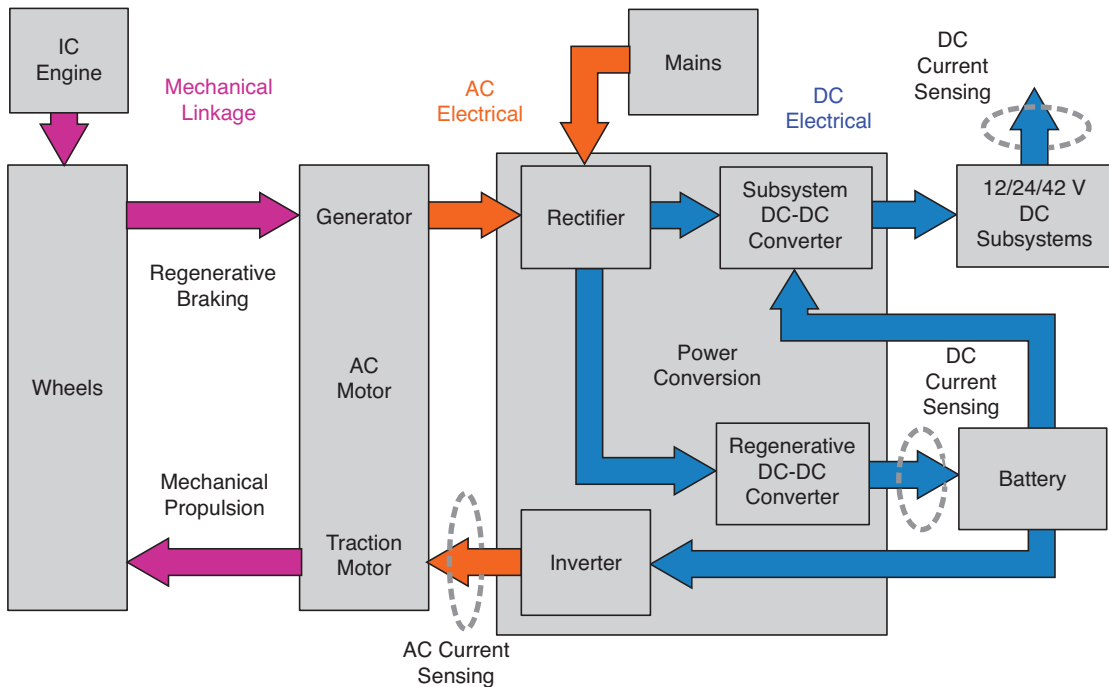 IC
Engine
Mechanical
Linkage
AC
Electrical
Mains
DC
Electrical
DC
Current
Sensing
Wheels
Regenerative
Braking
Generator
Rectifier
Subsystem
DC-DC
Converter
12/24/42 V
DC
Subsystems
AC
Motor
Power
Conversion
DC
Current
Sensing
Mechanical
Propulsion
Traction
Motor
Inverter
Regenerative
DC-DC
Converter
Battery
AC Current
Sensing